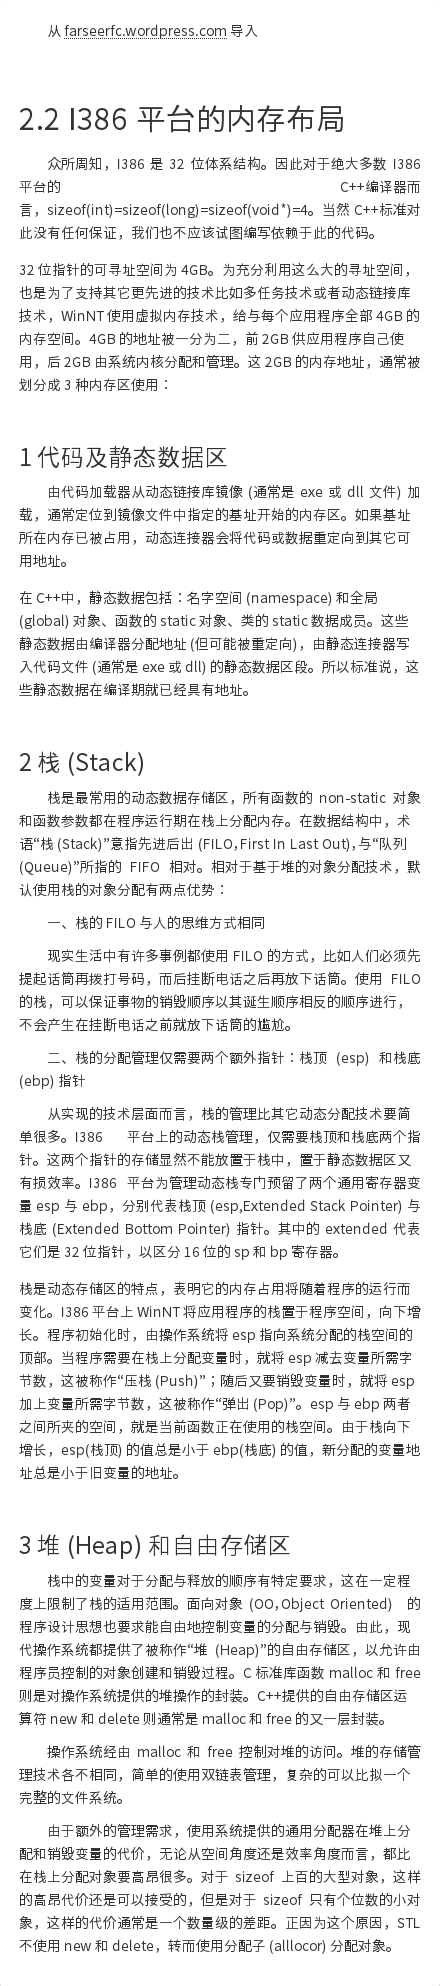 从 farseerfc.wordpress.com 导入
2.2 I386 平台的内存布局
众所周知，I386 是 32 位体系结构。因此对于绝大多数 I386
平台的 C++编译器而
言，sizeof(int)=sizeof(long)=sizeof(void*)=4。当然 C++标准对
此没有任何保证，我们也不应该试图编写依赖于此的代码。
32 位指针的可寻址空间为 4GB。为充分利用这么大的寻址空间，
也是为了支持其它更先进的技术比如多任务技术或者动态链接库
技术，WinNT 使用虚拟内存技术，给与每个应用程序全部 4GB 的
内存空间。4GB 的地址被一分为二，前 2GB 供应用程序自己使
用，后 2GB 由系统内核分配和管理。这 2GB 的内存地址，通常被
划分成 3 种内存区使用：
1 代码及静态数据区
由代码加载器从动态链接库镜像 (通常是 exe 或 dll 文件) 加
载，通常定位到镜像文件中指定的基址开始的内存区。如果基址
所在内存已被占用，动态连接器会将代码或数据重定向到其它可
用地址。
在 C++中，静态数据包括：名字空间 (namespace) 和全局
(global) 对象、函数的 static 对象、类的 static 数据成员。这些
静态数据由编译器分配地址 (但可能被重定向)，由静态连接器写
入代码文件 (通常是 exe 或 dll) 的静态数据区段。所以标准说，这
些静态数据在编译期就已经具有地址。
2 栈 (Stack)
栈是最常用的动态数据存储区，所有函数的 non-static 对象
和函数参数都在程序运行期在栈上分配内存。在数据结构中，术
语“栈 (Stack)”意指先进后出 (FILO,First In Last Out)，与“队列
(Queue)”所指的 FIFO 相对。相对于基于堆的对象分配技术，默
认使用栈的对象分配有两点优势：
一、栈的 FILO 与人的思维方式相同
现实生活中有许多事例都使用 FILO 的方式，比如人们必须先
提起话筒再拨打号码，而后挂断电话之后再放下话筒。使用 FILO
的栈，可以保证事物的销毁顺序以其诞生顺序相反的顺序进行，
不会产生在挂断电话之前就放下话筒的尴尬。
二、栈的分配管理仅需要两个额外指针：栈顶 (esp) 和栈底
(ebp) 指针
从实现的技术层面而言，栈的管理比其它动态分配技术要简
单很多。I386 平台上的动态栈管理，仅需要栈顶和栈底两个指
针。这两个指针的存储显然不能放置于栈中，置于静态数据区又
有损效率。I386 平台为管理动态栈专门预留了两个通用寄存器变
量 esp 与 ebp，分别代表栈顶 (esp,Extended Stack Pointer) 与
栈底 (Extended Bottom Pointer) 指针。其中的 extended 代表
它们是 32 位指针，以区分 16 位的 sp 和 bp 寄存器。
栈是动态存储区的特点，表明它的内存占用将随着程序的运行而
变化。I386 平台上 WinNT 将应用程序的栈置于程序空间，向下增
长。程序初始化时，由操作系统将 esp 指向系统分配的栈空间的
顶部。当程序需要在栈上分配变量时，就将 esp 减去变量所需字
节数，这被称作“压栈 (Push)”；随后又要销毁变量时，就将 esp
加上变量所需字节数，这被称作“弹出 (Pop)”。esp 与 ebp 两者
之间所夹的空间，就是当前函数正在使用的栈空间。由于栈向下
增长，esp(栈顶) 的值总是小于 ebp(栈底) 的值，新分配的变量地
址总是小于旧变量的地址。
3 堆 (Heap) 和自由存储区
栈中的变量对于分配与释放的顺序有特定要求，这在一定程
度上限制了栈的适用范围。面向对象 (OO,Object Oriented) 的
程序设计思想也要求能自由地控制变量的分配与销毁。由此，现
代操作系统都提供了被称作“堆 (Heap)”的自由存储区，以允许由
程序员控制的对象创建和销毁过程。C 标准库函数 malloc 和 free
则是对操作系统提供的堆操作的封装。C++提供的自由存储区运
算符 new 和 delete 则通常是 malloc 和 free 的又一层封装。
操作系统经由 malloc 和 free 控制对堆的访问。堆的存储管
理技术各不相同，简单的使用双链表管理，复杂的可以比拟一个
完整的文件系统。
由于额外的管理需求，使用系统提供的通用分配器在堆上分
配和销毁变量的代价，无论从空间角度还是效率角度而言，都比
在栈上分配对象要高昂很多。对于 sizeof 上百的大型对象，这样
的高昂代价还是可以接受的，但是对于 sizeof 只有个位数的小对
象，这样的代价通常是一个数量级的差距。正因为这个原因，STL
不使用 new 和 delete，转而使用分配子 (alllocor) 分配对象。